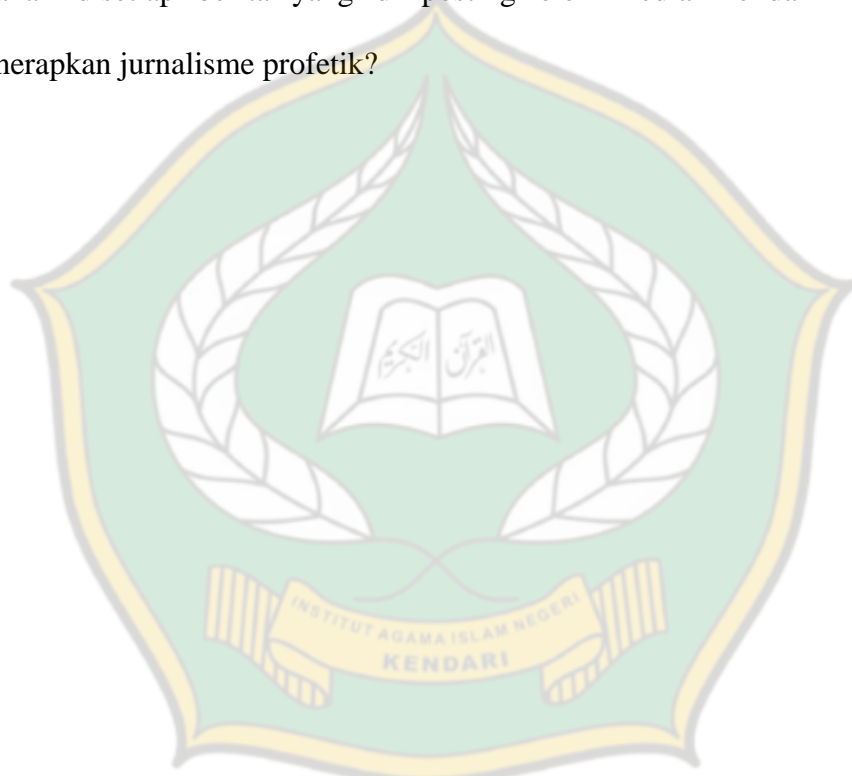 nerapkan jurnalisme profetik?
القرآن الكريم
INSTITUT AGAMA ISLAM NEGERI
KENDARI